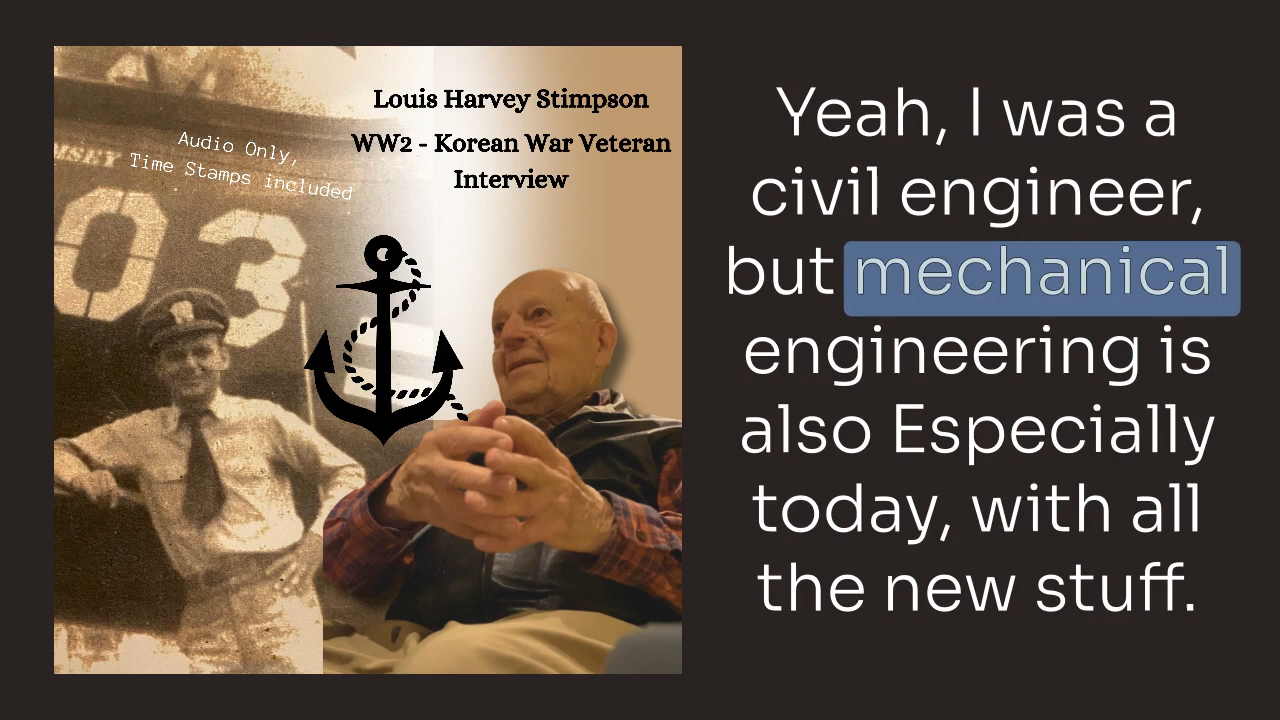 Louis Harvey Stimpson
WW2 - Korean War Veteran
Interview
Audio Only,
Time Stamps included
MSEY
03
Yeah, I was a
civil engineer,
but mechanical
engineering is
also Especially
today, with all
the new stuff.